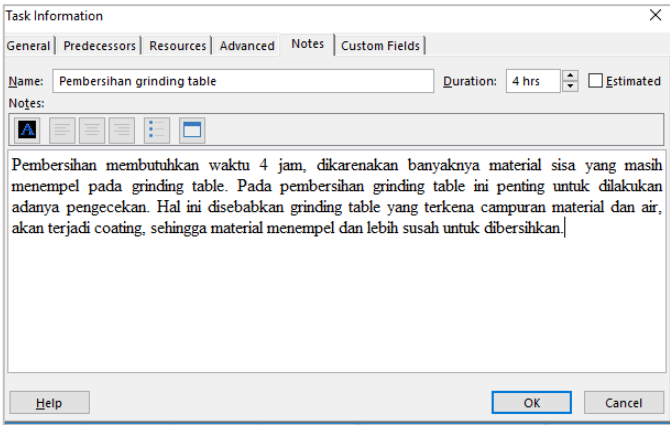 Task Information
General Predecessors Resources Advanced Notes Custom Fields
Name: Pembersihan grinding table Duration: 4 hrs Estimated
Notes:
A
Pembersihan membutuhkan waktu 4 jam, dikarenakan banyaknya material sisa yang masih
menempel pada grinding table. Pada pembersihan grinding table ini penting untuk dilakukan
adanya pengecekan. Hal ini disebabkan grinding table yang terkena campuran material dan air,
akan terjadi coating, sehingga material menempel dan lebih susah untuk dibersihkan.
Help OK Cancel